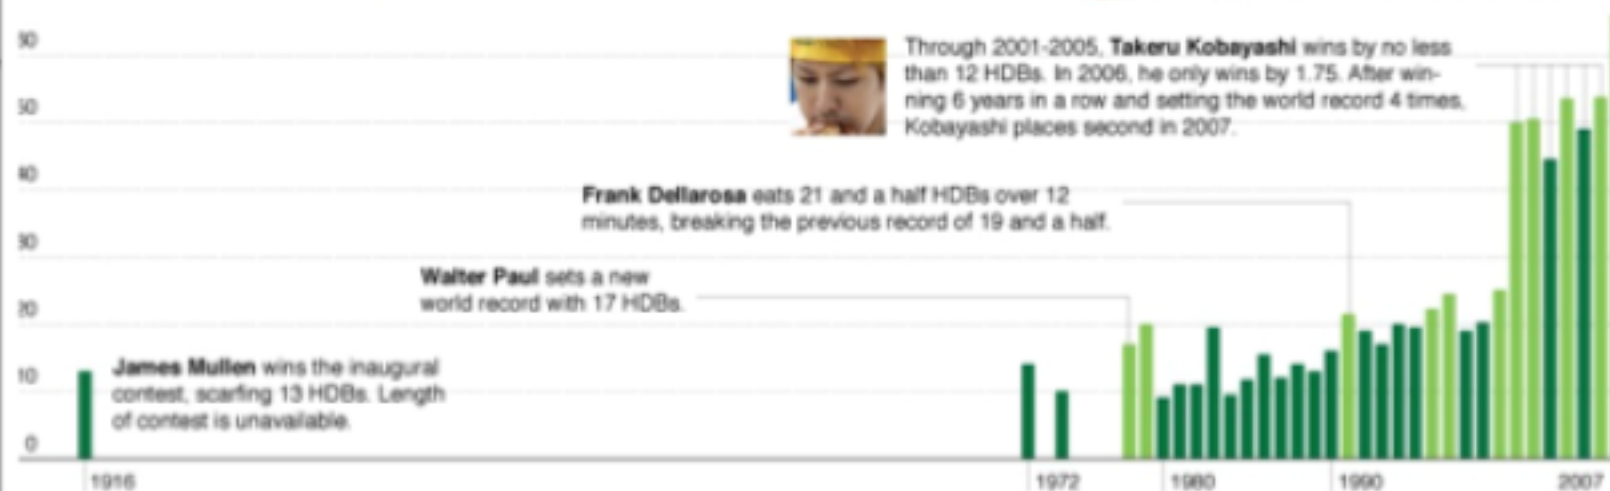 60
50
40
30
20
10
0
Through 2001-2005, Takeru Kobayashi wins by no less
than 12 HDBs. In 2006, he only wins by 1.75. After win-
ning 6 years in a row and setting the world record 4 times,
Kobayashi places second in 2007.
Frank Dellarosa eats 21 and a half HDBs over 12
minutes, breaking the previous record of 19 and a half.
Walter Paul sets a new
world record with 17 HDBs.
James Mullen wins the inaugural
contest, scarfing 13 HDBs. Length
of contest is unavailable.
1916
1972
1980
1990
2007